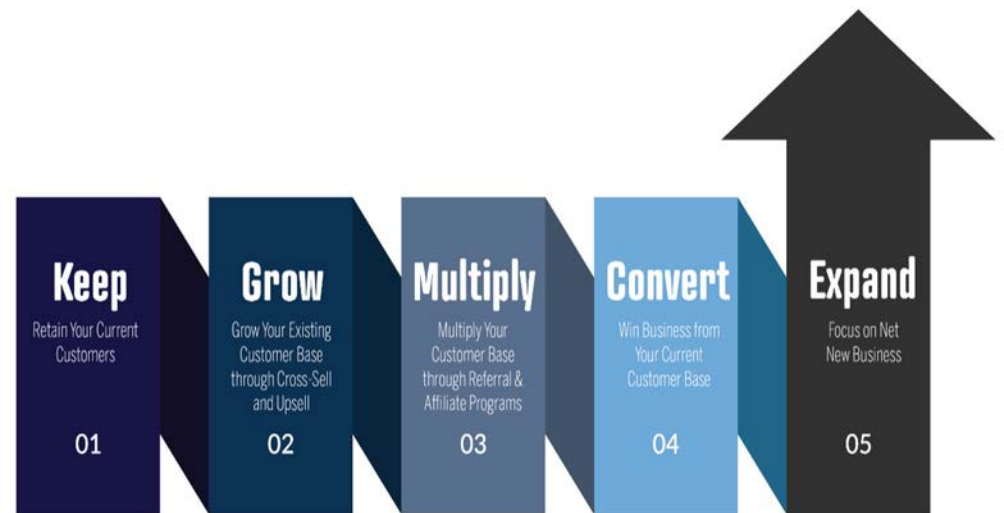 Keep
Retain Your Current
Customers
01
Grow
Grow Your Existing
Customer Base
through Cross-Sell
and Upsell
02
Multiply
Multiply Your
Customer Base
through Referral &
Affiliate Programs
03
Convert
Win Business from
Your Current
Customer Base
04
Expand
Focus on Net
New Business
05